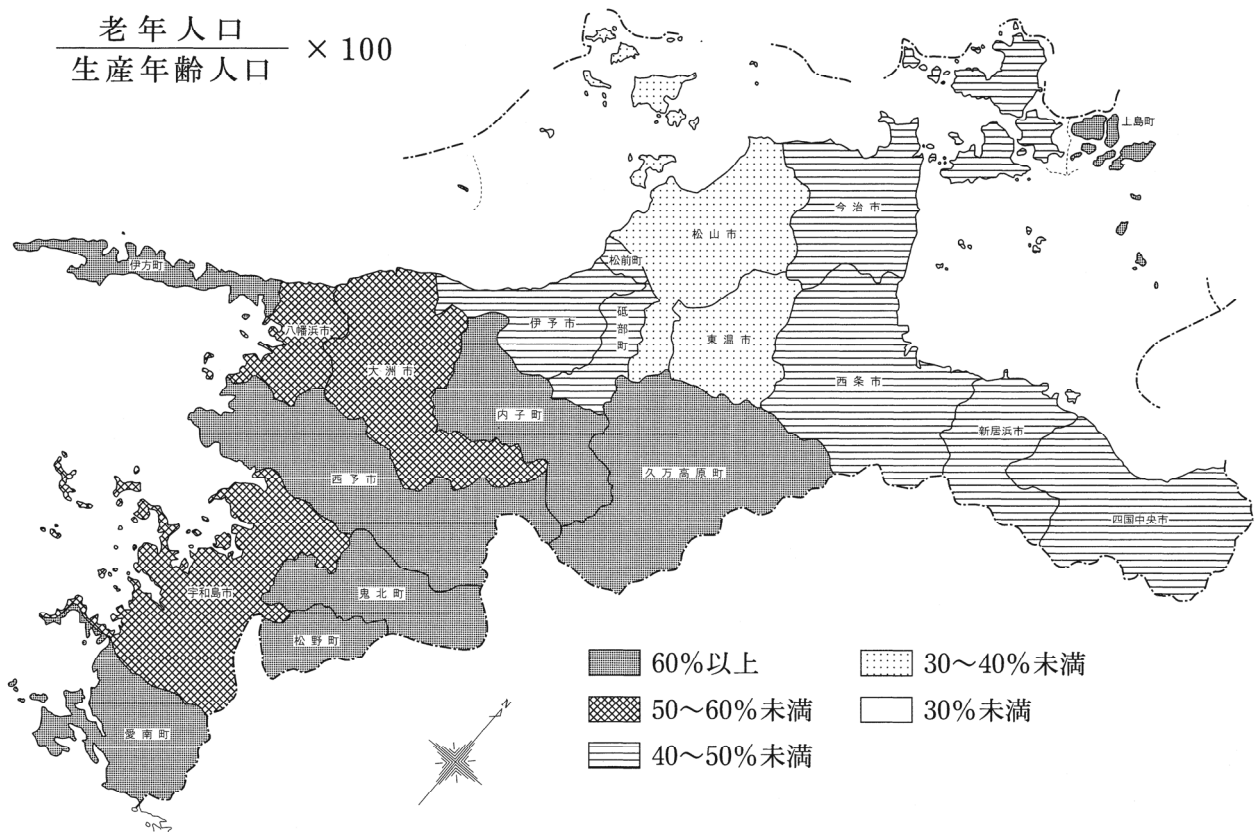 老年人口
生産年齢人口
× 100
上島町
今治市
松山市
松前町
伊方町
砥部町
伊予市
八幡浜市
東温市
大洲市
西条市
内子町
新居浜市
久万高原町
西予市
四国中央市
宇和島市
鬼北町
松野町
愛南町
N
60%以上
50～60%未満
40～50%未満
30～40%未満
30%未満